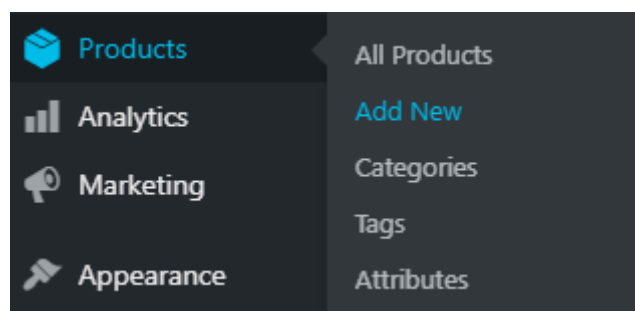 Products
Analytics
Marketing
Appearance
All Products
Add New
Categories
Tags
Attributes